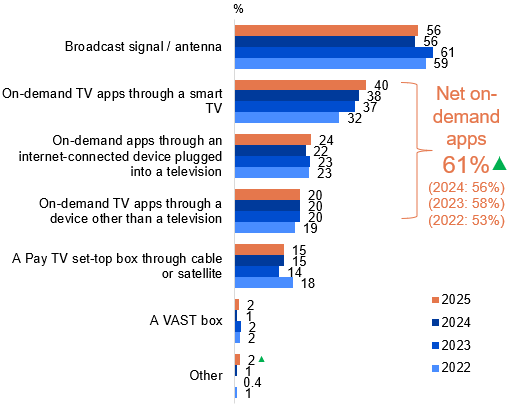 %
Broadcast signal / antenna
56
56
61
59
On-demand TV apps through a smart
TV
40
38
37
32
On-demand apps through an
internet-connected device plugged
into a television
24
22
23
23
On-demand TV apps through a
device other than a television
20
20
20
19
A Pay TV set-top box through cable
or satellite
15
15
14
18
A VAST box
2
1
2
2
Other
2
1
0.4
1
Net on-
demand
apps
61%
(2024: 56%)
(2023: 58%)
(2022: 53%)
2025
2024
2023
2022